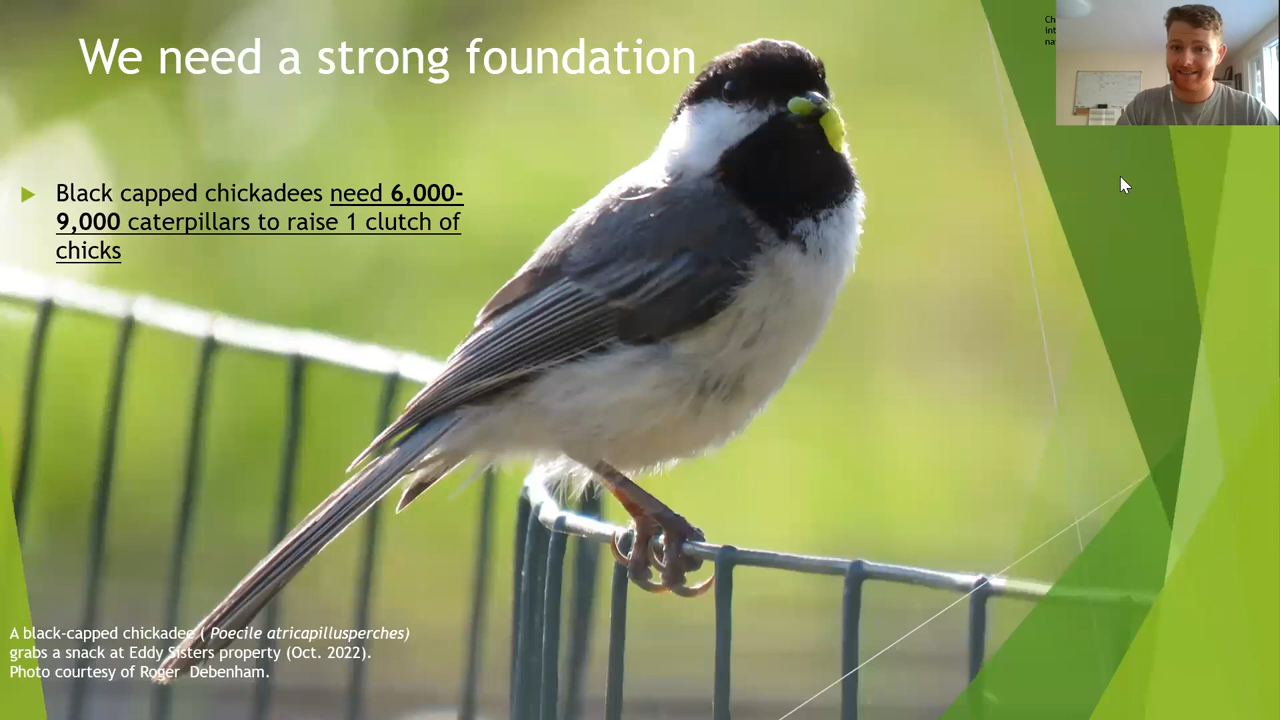 We need a strong foundation
Black capped chickadees need 6,000-
9,000 caterpillars to raise 1 clutch of
chicks
A black-capped chickadee ( Poecile atricapillusperches)
grabs a snack at Eddy Sisters property (Oct. 2022).
Photo courtesy of Roger  Debenham.